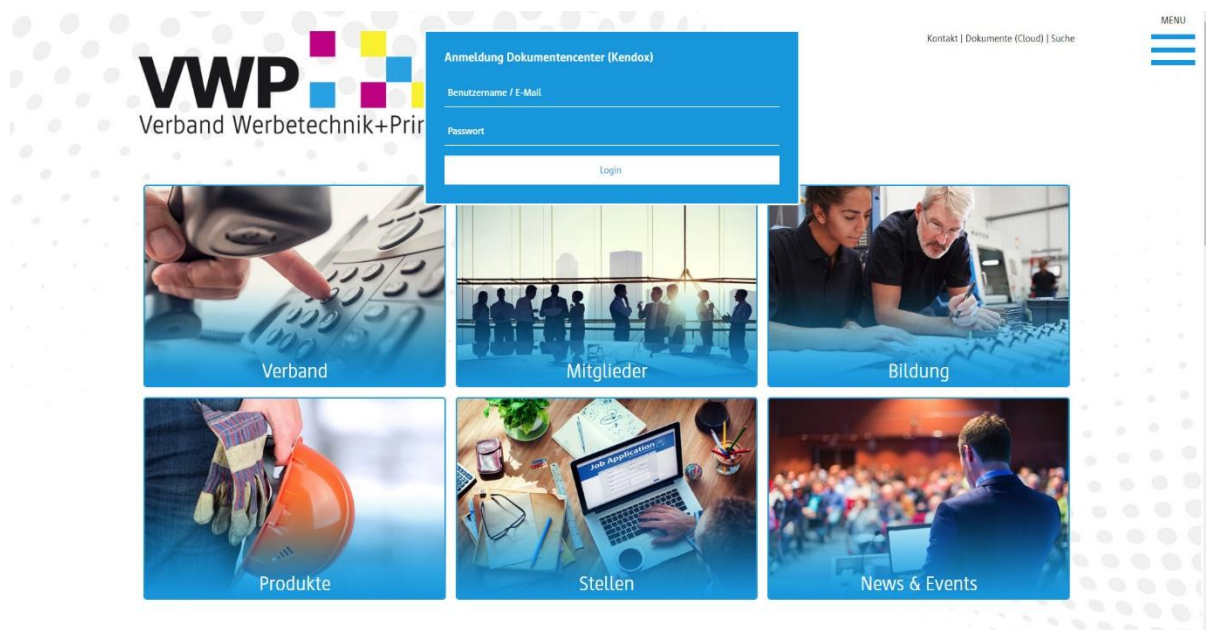 MENU
Kontakt | Dokumente (Cloud) | Suche
VWP
Verband Werbetechnik+Prin
Anmeldung Dokumentencenter (Kendox)
Benutzername / E-Mail
Passwort
Login
Verband
Mitglieder
Bildung
Job Application
Produkte
Stellen
News & Events